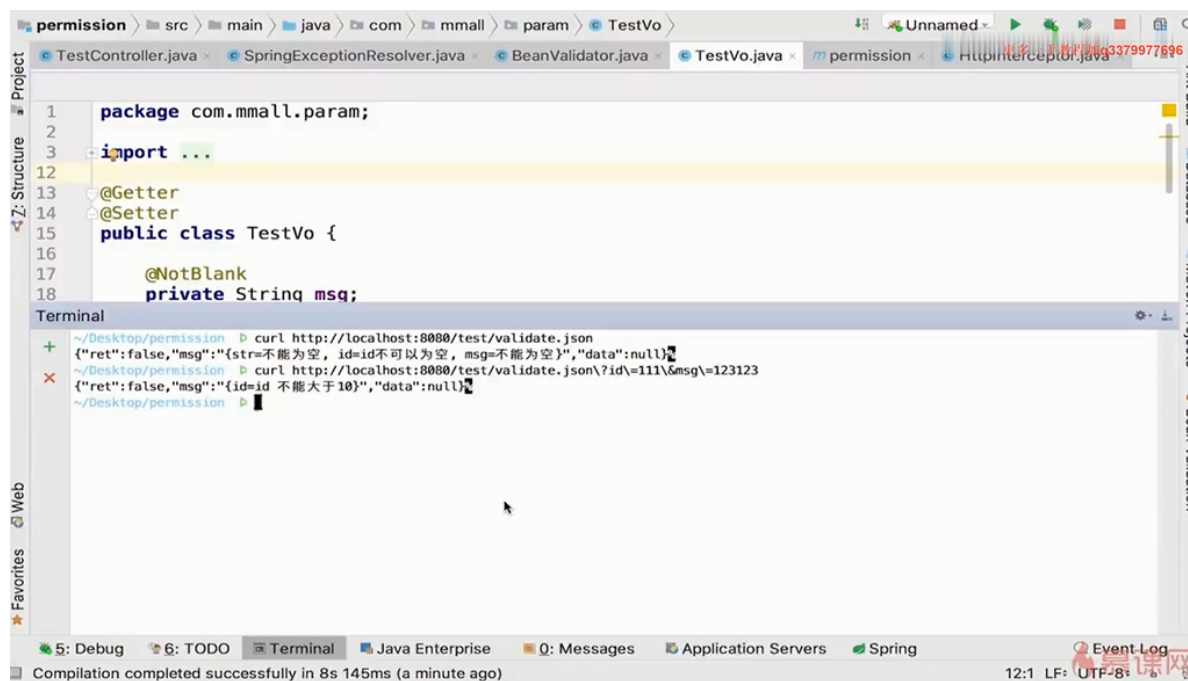 permission src main java com mmall param TestVo Unnamed
qq3379977696
TestController.java SpringExceptionResolver.java BeanValidator.java TestVo.java permission HttpInterceptor.java
Project
Z: Structure
Web
Favorites
1 package com.mmall.param;
2
3 import ...
12
13 @Getter
14 @Setter
15 public class TestVo {
16
17 @NotBlank
18 private String msg;
Terminal
~/Desktop/permission curl http://localhost:8080/test/validate.json
{"ret":false,"msg":"{str=不能为空, id=id不可以为空, msg=不能为空}","data":null}%
~/Desktop/permission curl http://localhost:8080/test/validate.json\?id\=111\&msg\=123123
{"ret":false,"msg":"{id=id 不能大于10}","data":null}%
~/Desktop/permission
5: Debug 6: TODO Terminal Java Enterprise 0: Messages Application Servers Spring Event Log
Compilation completed successfully in 8s 145ms (a minute ago) 12:1 LF: UTF-8:
慕课网